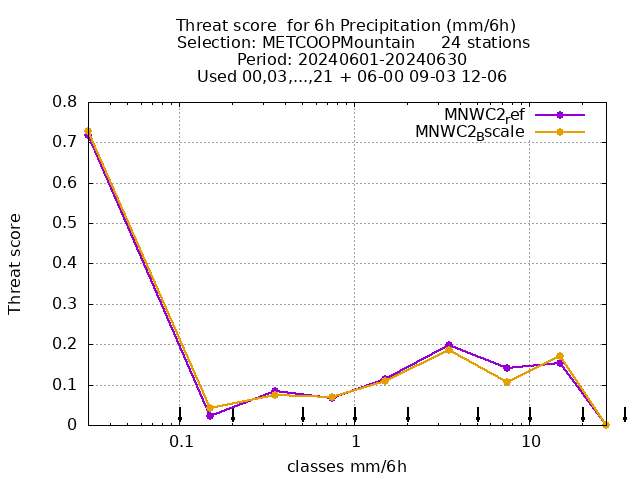 Threat score  for 6h Precipitation (mm/6h)
Selection: METCOOPMountain     24 stations
Period: 20240601-20240630
Used 00,03,...,21 + 06-00 09-03 12-06
MNWC2_ref
MNWC2_Bscale
0.8
0.7
0.6
0.5
0.4
0.3
0.2
0.1
0
Threat score
0.1 1 10
classes mm/6h